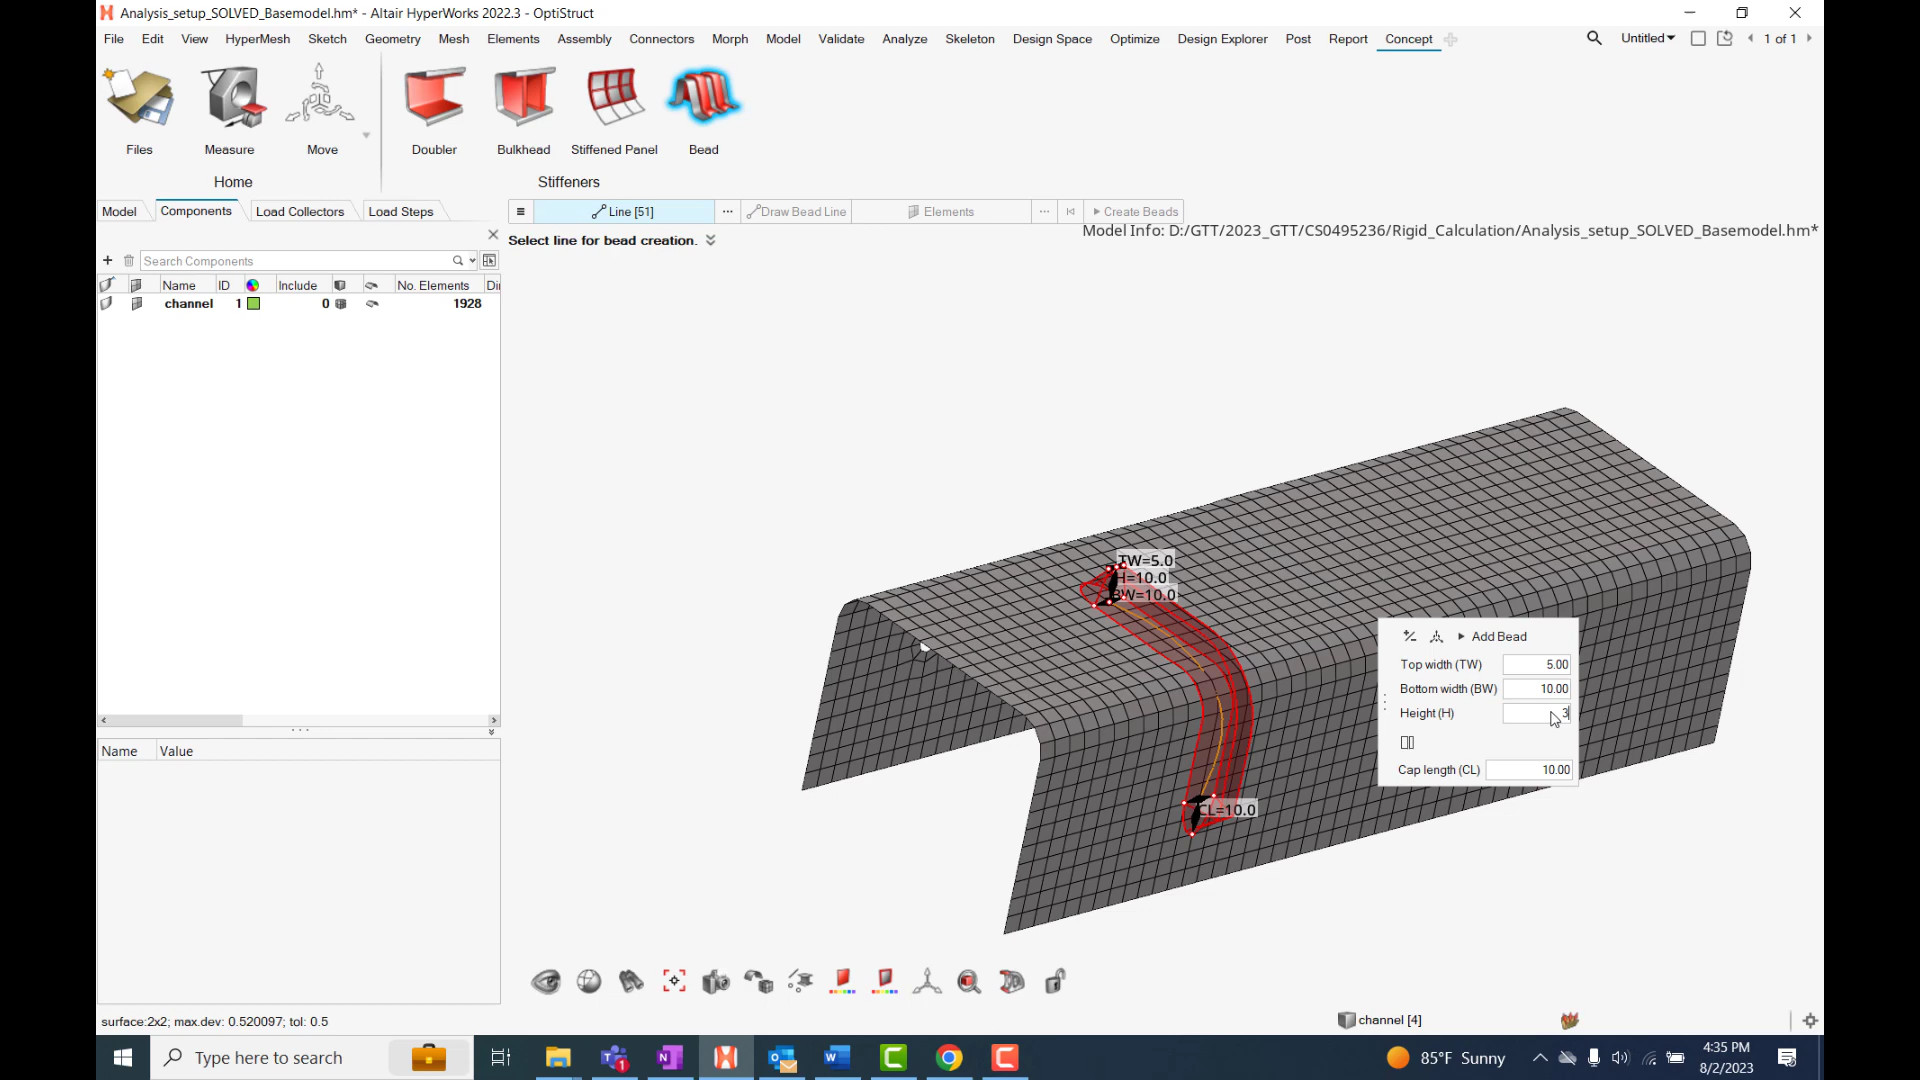 Analysis_setup_SOLVED_Basemodel.hm* - Altair HyperWorks 2022.3 - OptiStruct
File Edit View HyperMesh Sketch Geometry Mesh Elements Assembly Connectors Morph Model Validate Analyze Skeleton Design Space Optimize Design Explorer Post Report Concept Untitled 1 of 1
Files Measure Move Doubler Bulkhead Stiffened Panel Bead
Home Stiffeners
Model Components Load Collectors Load Steps Line [51] ... Draw Bead Line Elements ... Create Beads
Model Info: D:/GTT/2023_GTT/CS0495236/Rigid_Calculation/Analysis_setup_SOLVED_Basemodel.hm*
Select line for bead creation.
Search Components
Name ID Include No. Elements Di
channel 1 0 1928
TW=5.0
H=10.0
BW=10.0
CL=10.0
Add Bead
Top width (TW) 5.00
Bottom width (BW) 10.00
Height (H) 3
Cap length (CL) 10.00
Name Value
surface:2x2; max.dev: 0.520097; tol: 0.5
channel [4]
Type here to search
1
85°F Sunny
4:35 PM
8/2/2023